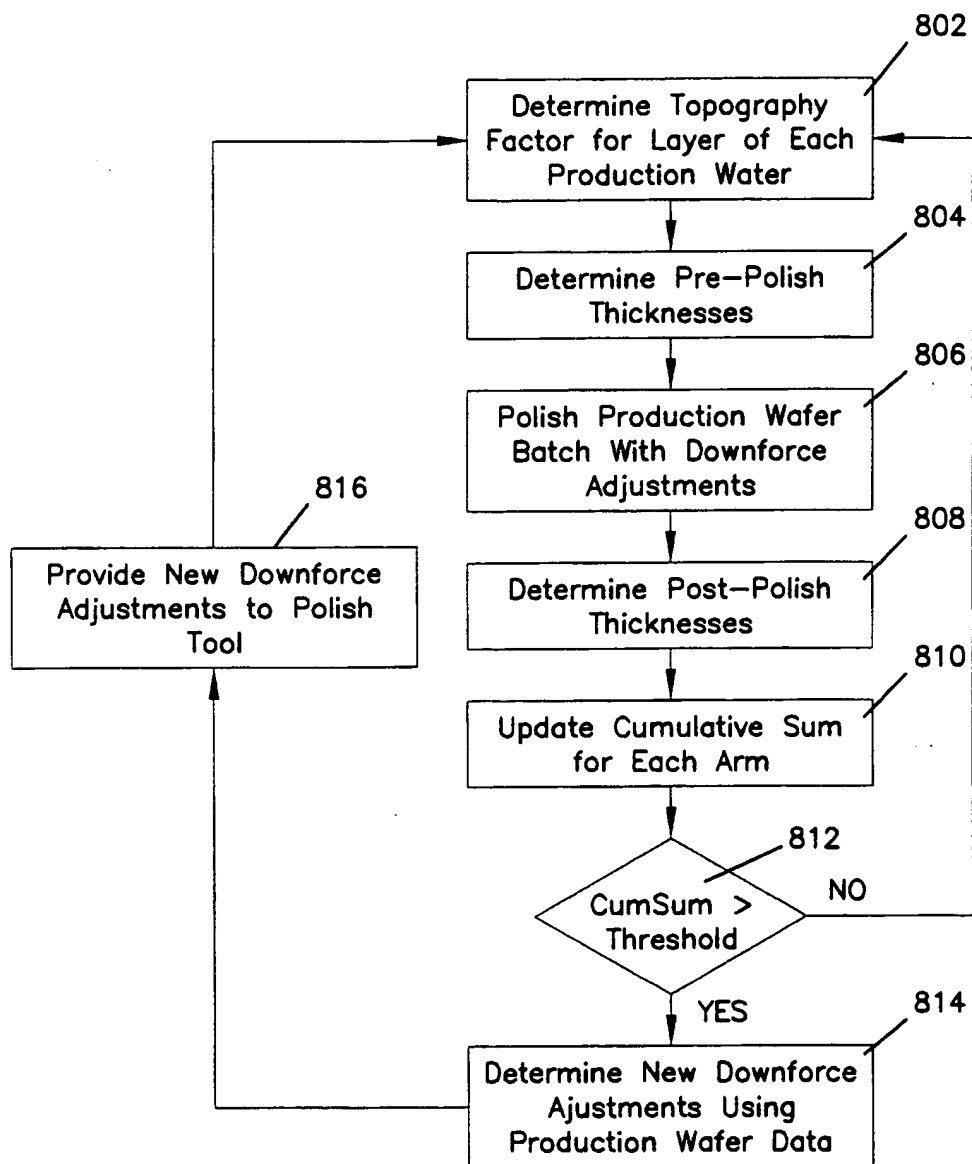 802
Determine Topography
Factor for Layer of Each
Production Water
804
Determine Pre-Polish
Thicknesses
806
Polish Production Wafer
Batch With Downforce
Adjustments
816
Provide New Downforce
Adjustments to Polish
Tool
808
Determine Post-Polish
Thicknesses
810
Update Cumulative Sum
for Each Arm
812
CumSum >
Threshold
NO
YES
814
Determine New Downforce
Ajustments Using
Production Wafer Data